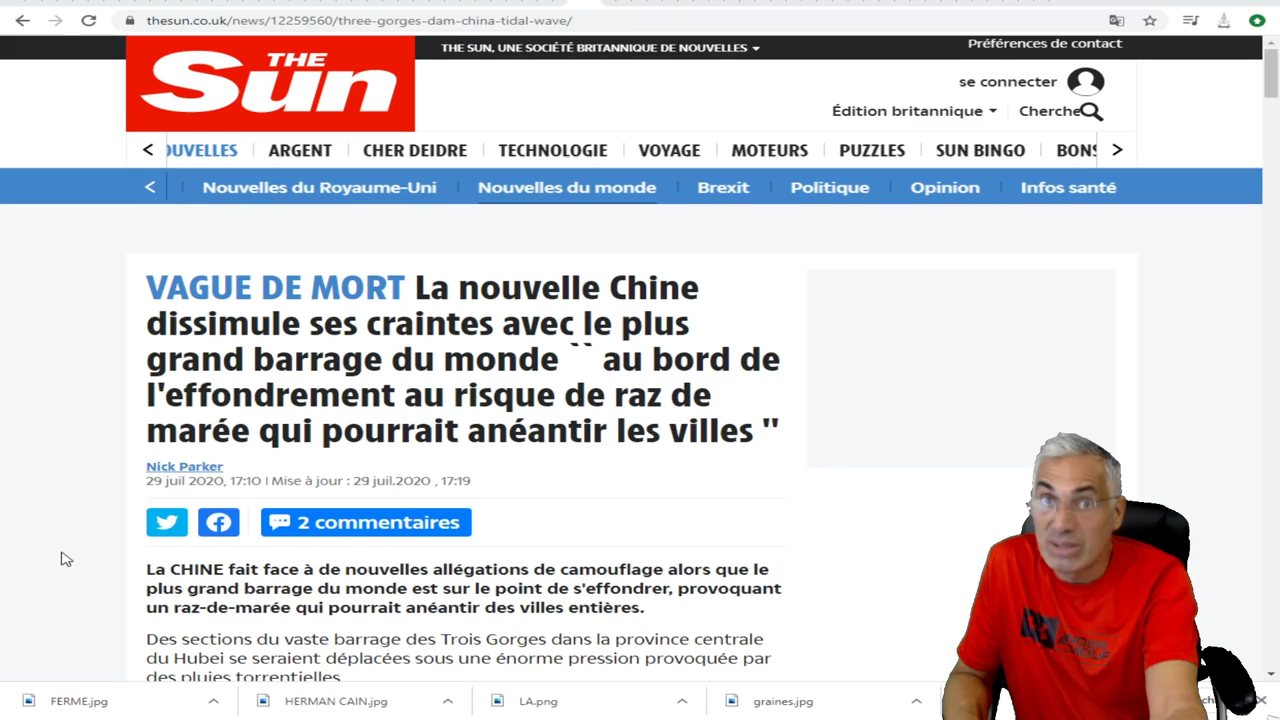 thesun.co.uk/news/12259560/three-gorges-dam-china-tidal-wave/
THE SUN, UNE SOCIÉTÉ BRITANNIQUE DE NOUVELLES
Préférences de contact
THE
Sun
se connecter
Édition britannique
Cherche
OUVELLES
ARGENT
CHER DEIDRE
TECHNOLOGIE
VOYAGE
MOTEURS
PUZZLES
SUN BINGO
BONS
Nouvelles du Royaume-Uni
Nouvelles du monde
Brexit
Politique
Opinion
Infos santé
VAGUE DE MORT La nouvelle Chine
dissimule ses craintes avec le plus
grand barrage du monde `` au bord de
l'effondrement au risque de raz de
marée qui pourrait anéantir les villes ''
Nick Parker
29 juil 2020, 17:10 I Mise à jour : 29 juil.2020 , 17:19
2 commentaires
La CHINE fait face à de nouvelles allégations de camouflage alors que le
plus grand barrage du monde est sur le point de s'effondrer, provoquant
un raz-de-marée qui pourrait anéantir des villes entières.
Des sections du vaste barrage des Trois Gorges dans la province centrale
du Hubei se seraient déplacées sous une énorme pression provoquée par
des pluies torrentielles.
FERME.jpg
HERMAN CAIN.jpg
LA.png
graines.jpg